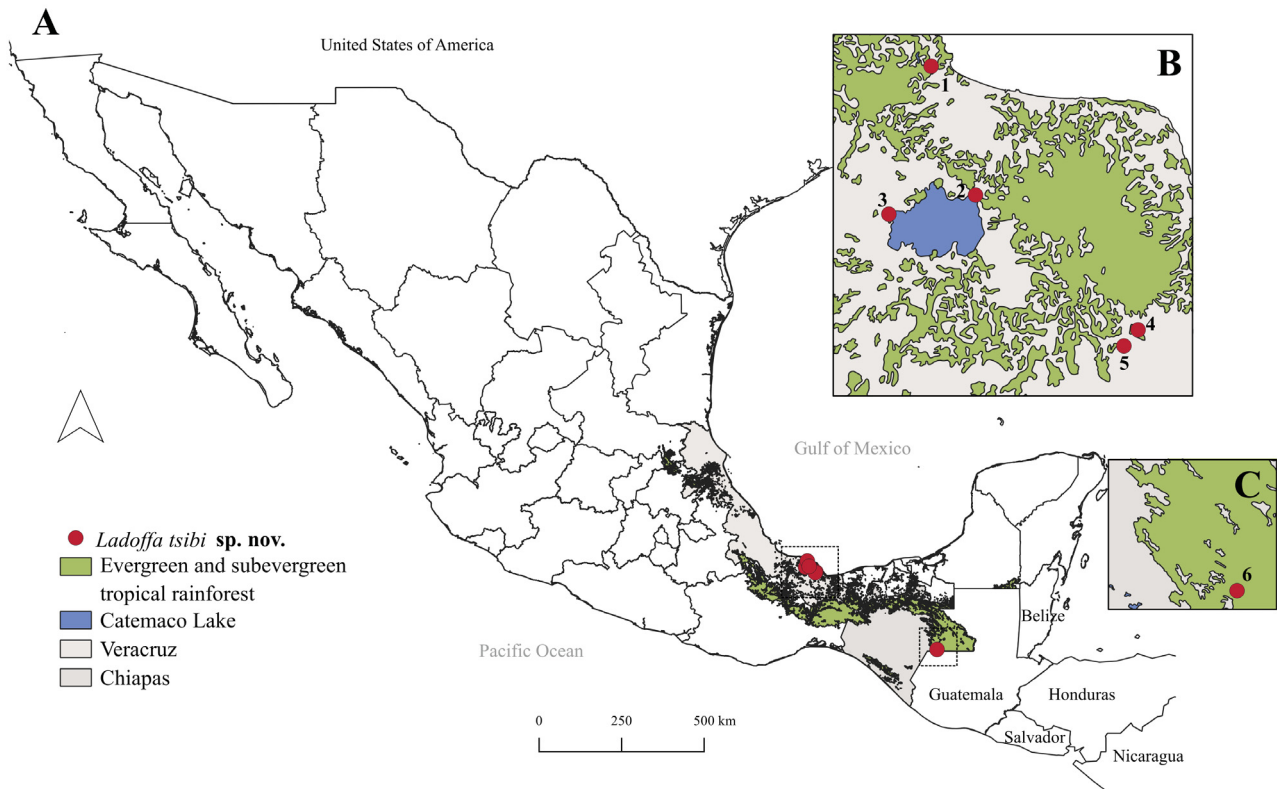 A
United States of America
B
1
2
3
4
5
Gulf of Mexico
C
6
Ladoffa tsibi sp. nov.
Evergreen and subevergreen
tropical rainforest
Catemaco Lake
Veracruz
Chiapas
Pacific Ocean
Belize
Guatemala
Honduras
Salvador
Nicaragua
0 250 500 km